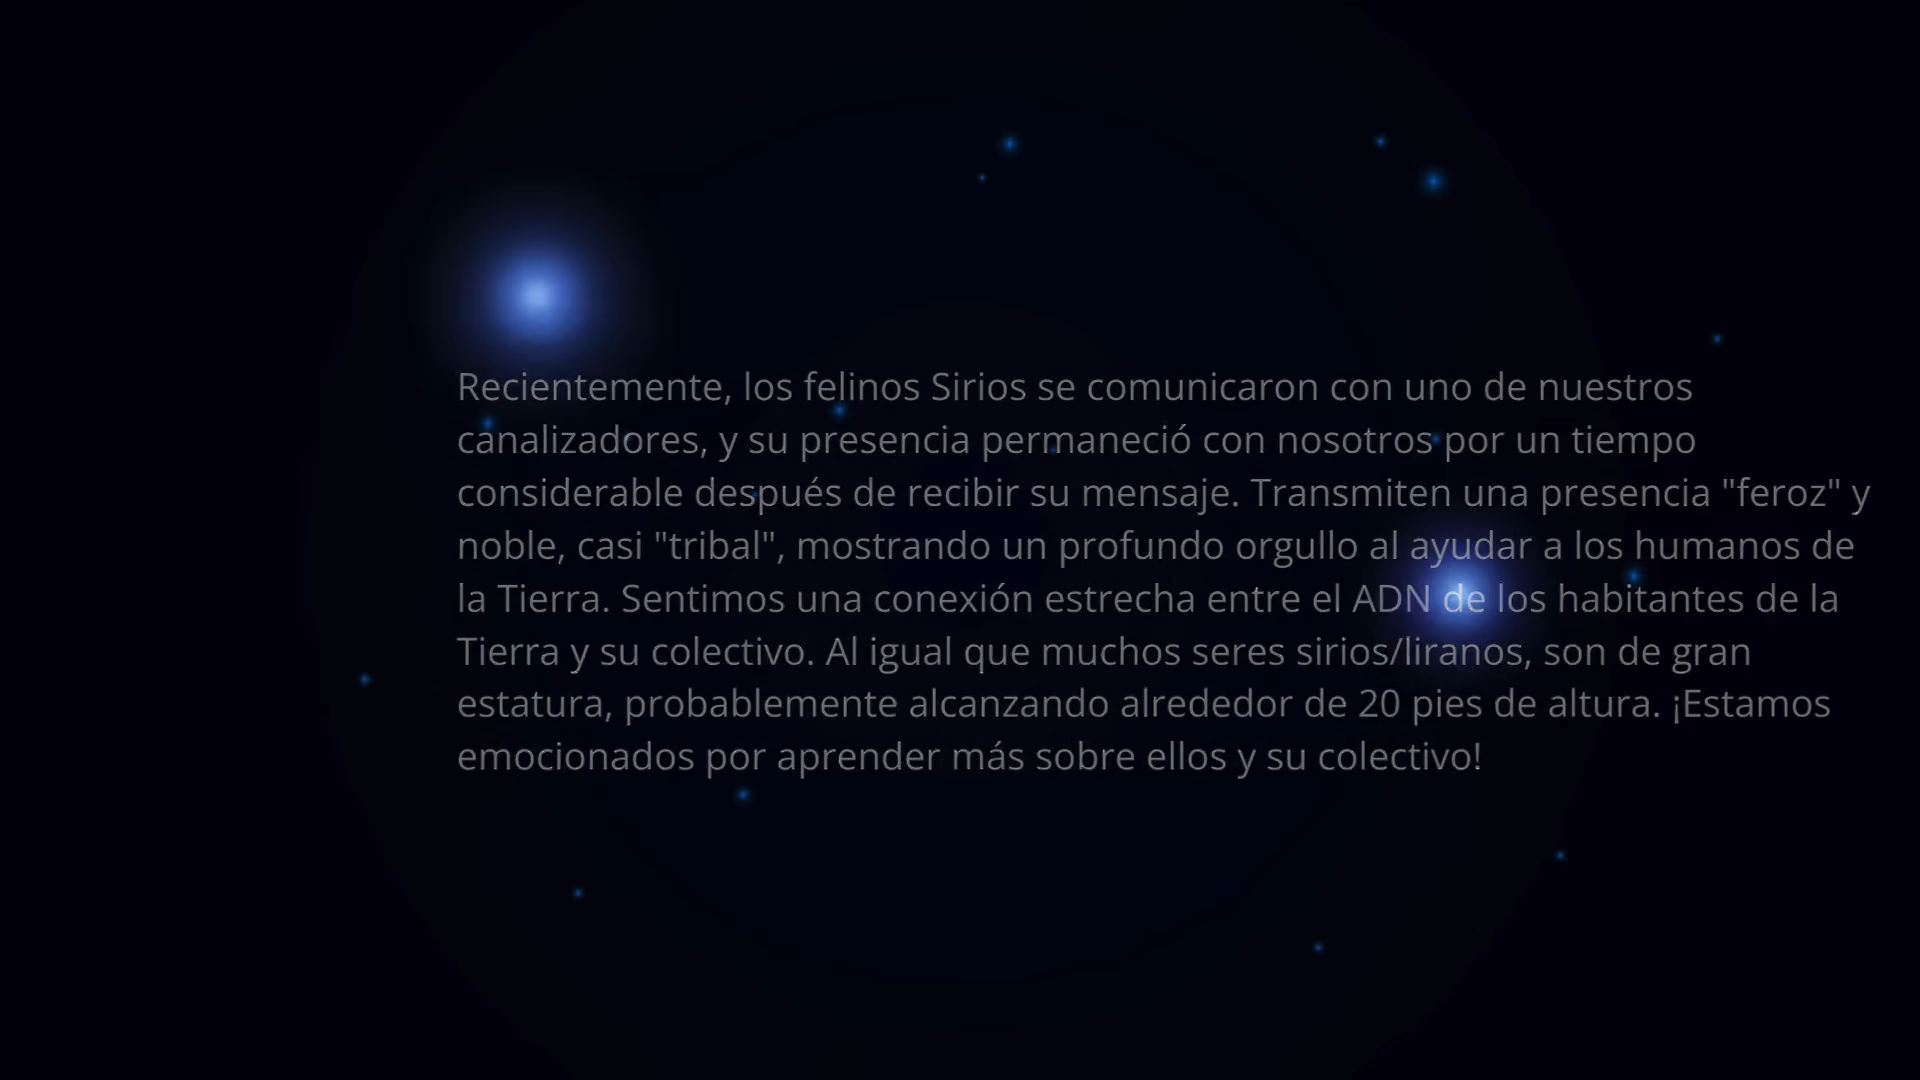 Recientemente, los felinos Sirios se comunicaron con uno de nuestros
canalizadores, y su presencia permaneció con nosotros por un tiempo
considerable después de recibir su mensaje. Transmiten una presencia "feroz" y
noble, casi "tribal", mostrando un profundo orgullo al ayudar a los humanos de
la Tierra. Sentimos una conexión estrecha entre el ADN de los habitantes de la
Tierra y su colectivo. Al igual que muchos seres sirios/liranos, son de gran
estatura, probablemente alcanzando alrededor de 20 pies de altura. ¡Estamos
emocionados por aprender más sobre ellos y su colectivo!